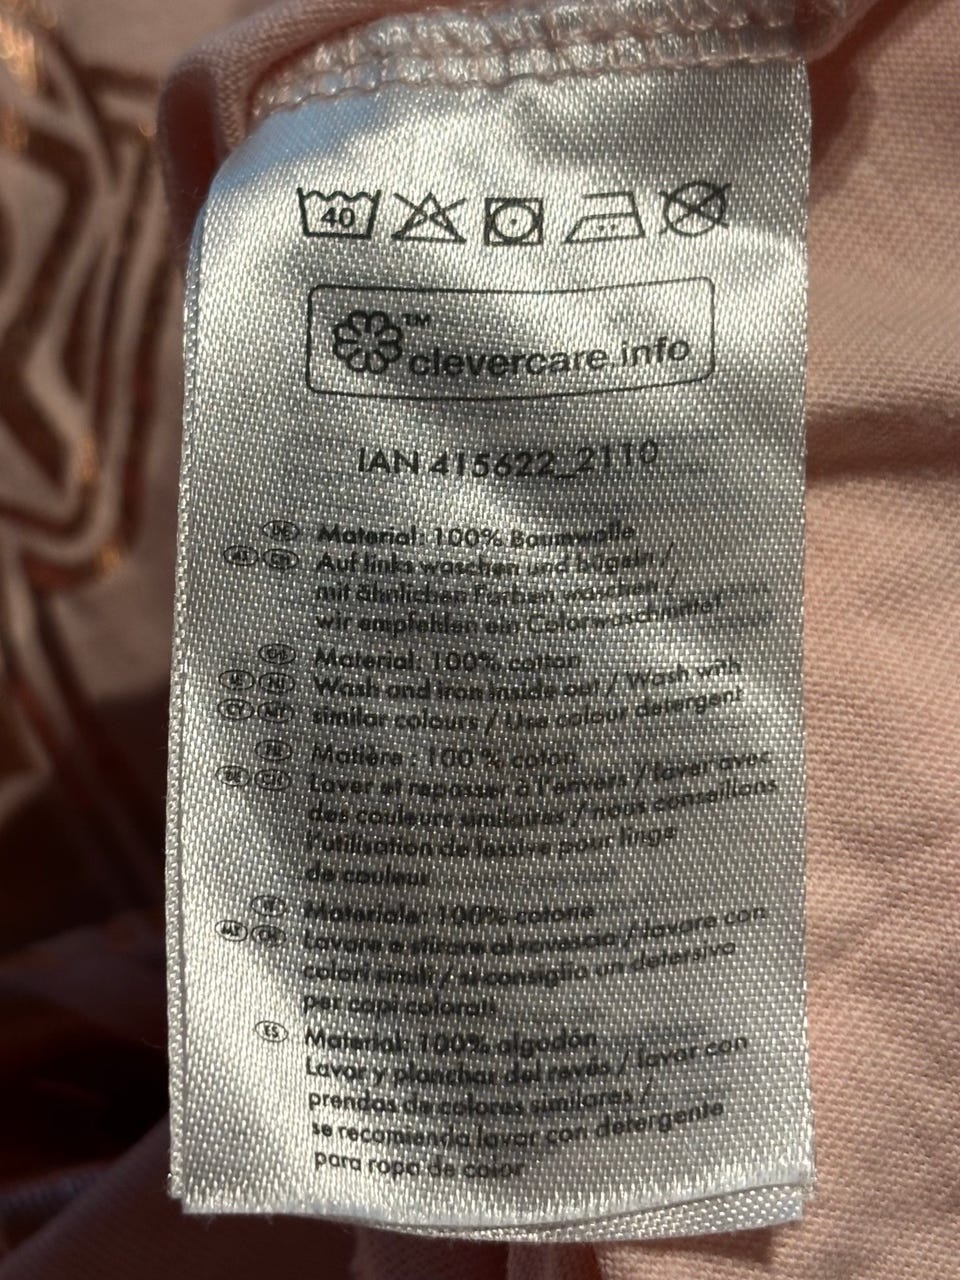 40
™
clevercare.info
IAN 415622_2110
DE Material: 100% Baumwolle
AT CH Auf links waschen und bügeln /
mit ähnlichen Farben waschen /
wir empfehlen ein Colorwaschmittel
GB Material: 100% cotton
IE NI Wash and iron inside out / Wash with
CY MT similar colours / Use colour detergent
FR Matière : 100 % coton
BE CH Laver et repasser à l'envers / laver avec
des couleurs similaires / nous conseillons
l'utilisation de lessive pour linge
de couleur
IT Materiale: 100% cotone
MT CH Lavare e stirare al rovescio / lavare con
colori simili / si consiglia un detersivo
per capi colorati
ES Material: 100% algodón
Lavar y planchar del revés / lavar con
prendas de colores similares /
se recomienda lavar con detergente
para ropa de color